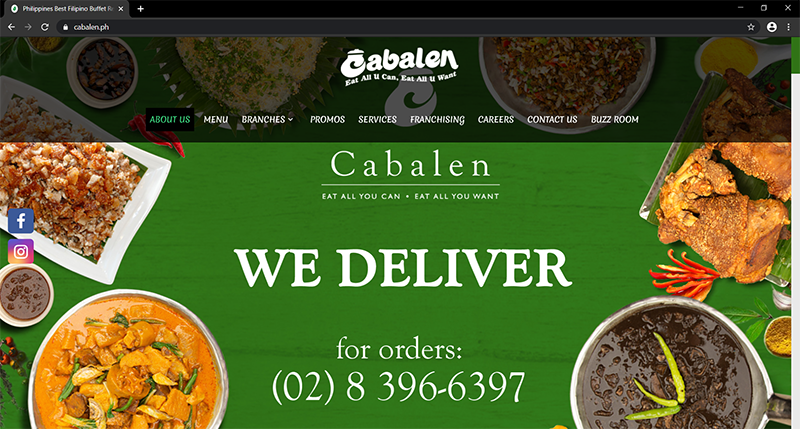 Philippines Best Filipino Buffet Re
cabalen.ph
Cabalen
Eat All U Can, Eat All U Want
ABOUT US MENU BRANCHES PROMOS SERVICES FRANCHISING CAREERS CONTACT US BUZZ ROOM
Cabalen
EAT ALL YOU CAN • EAT ALL YOU WANT
WE DELIVER
for orders:
(02) 8 396-6397